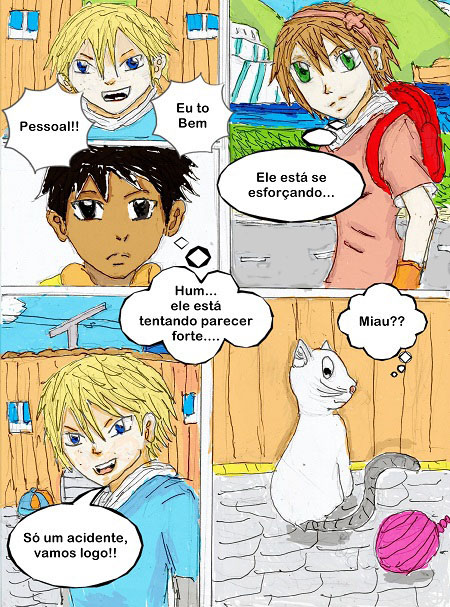 Pessoal!!
Eu to
Bem
Ele está se
esforçando...
Hum...
ele está
tentando parecer
forte....
Miau??
Só um acidente,
vamos logo!!